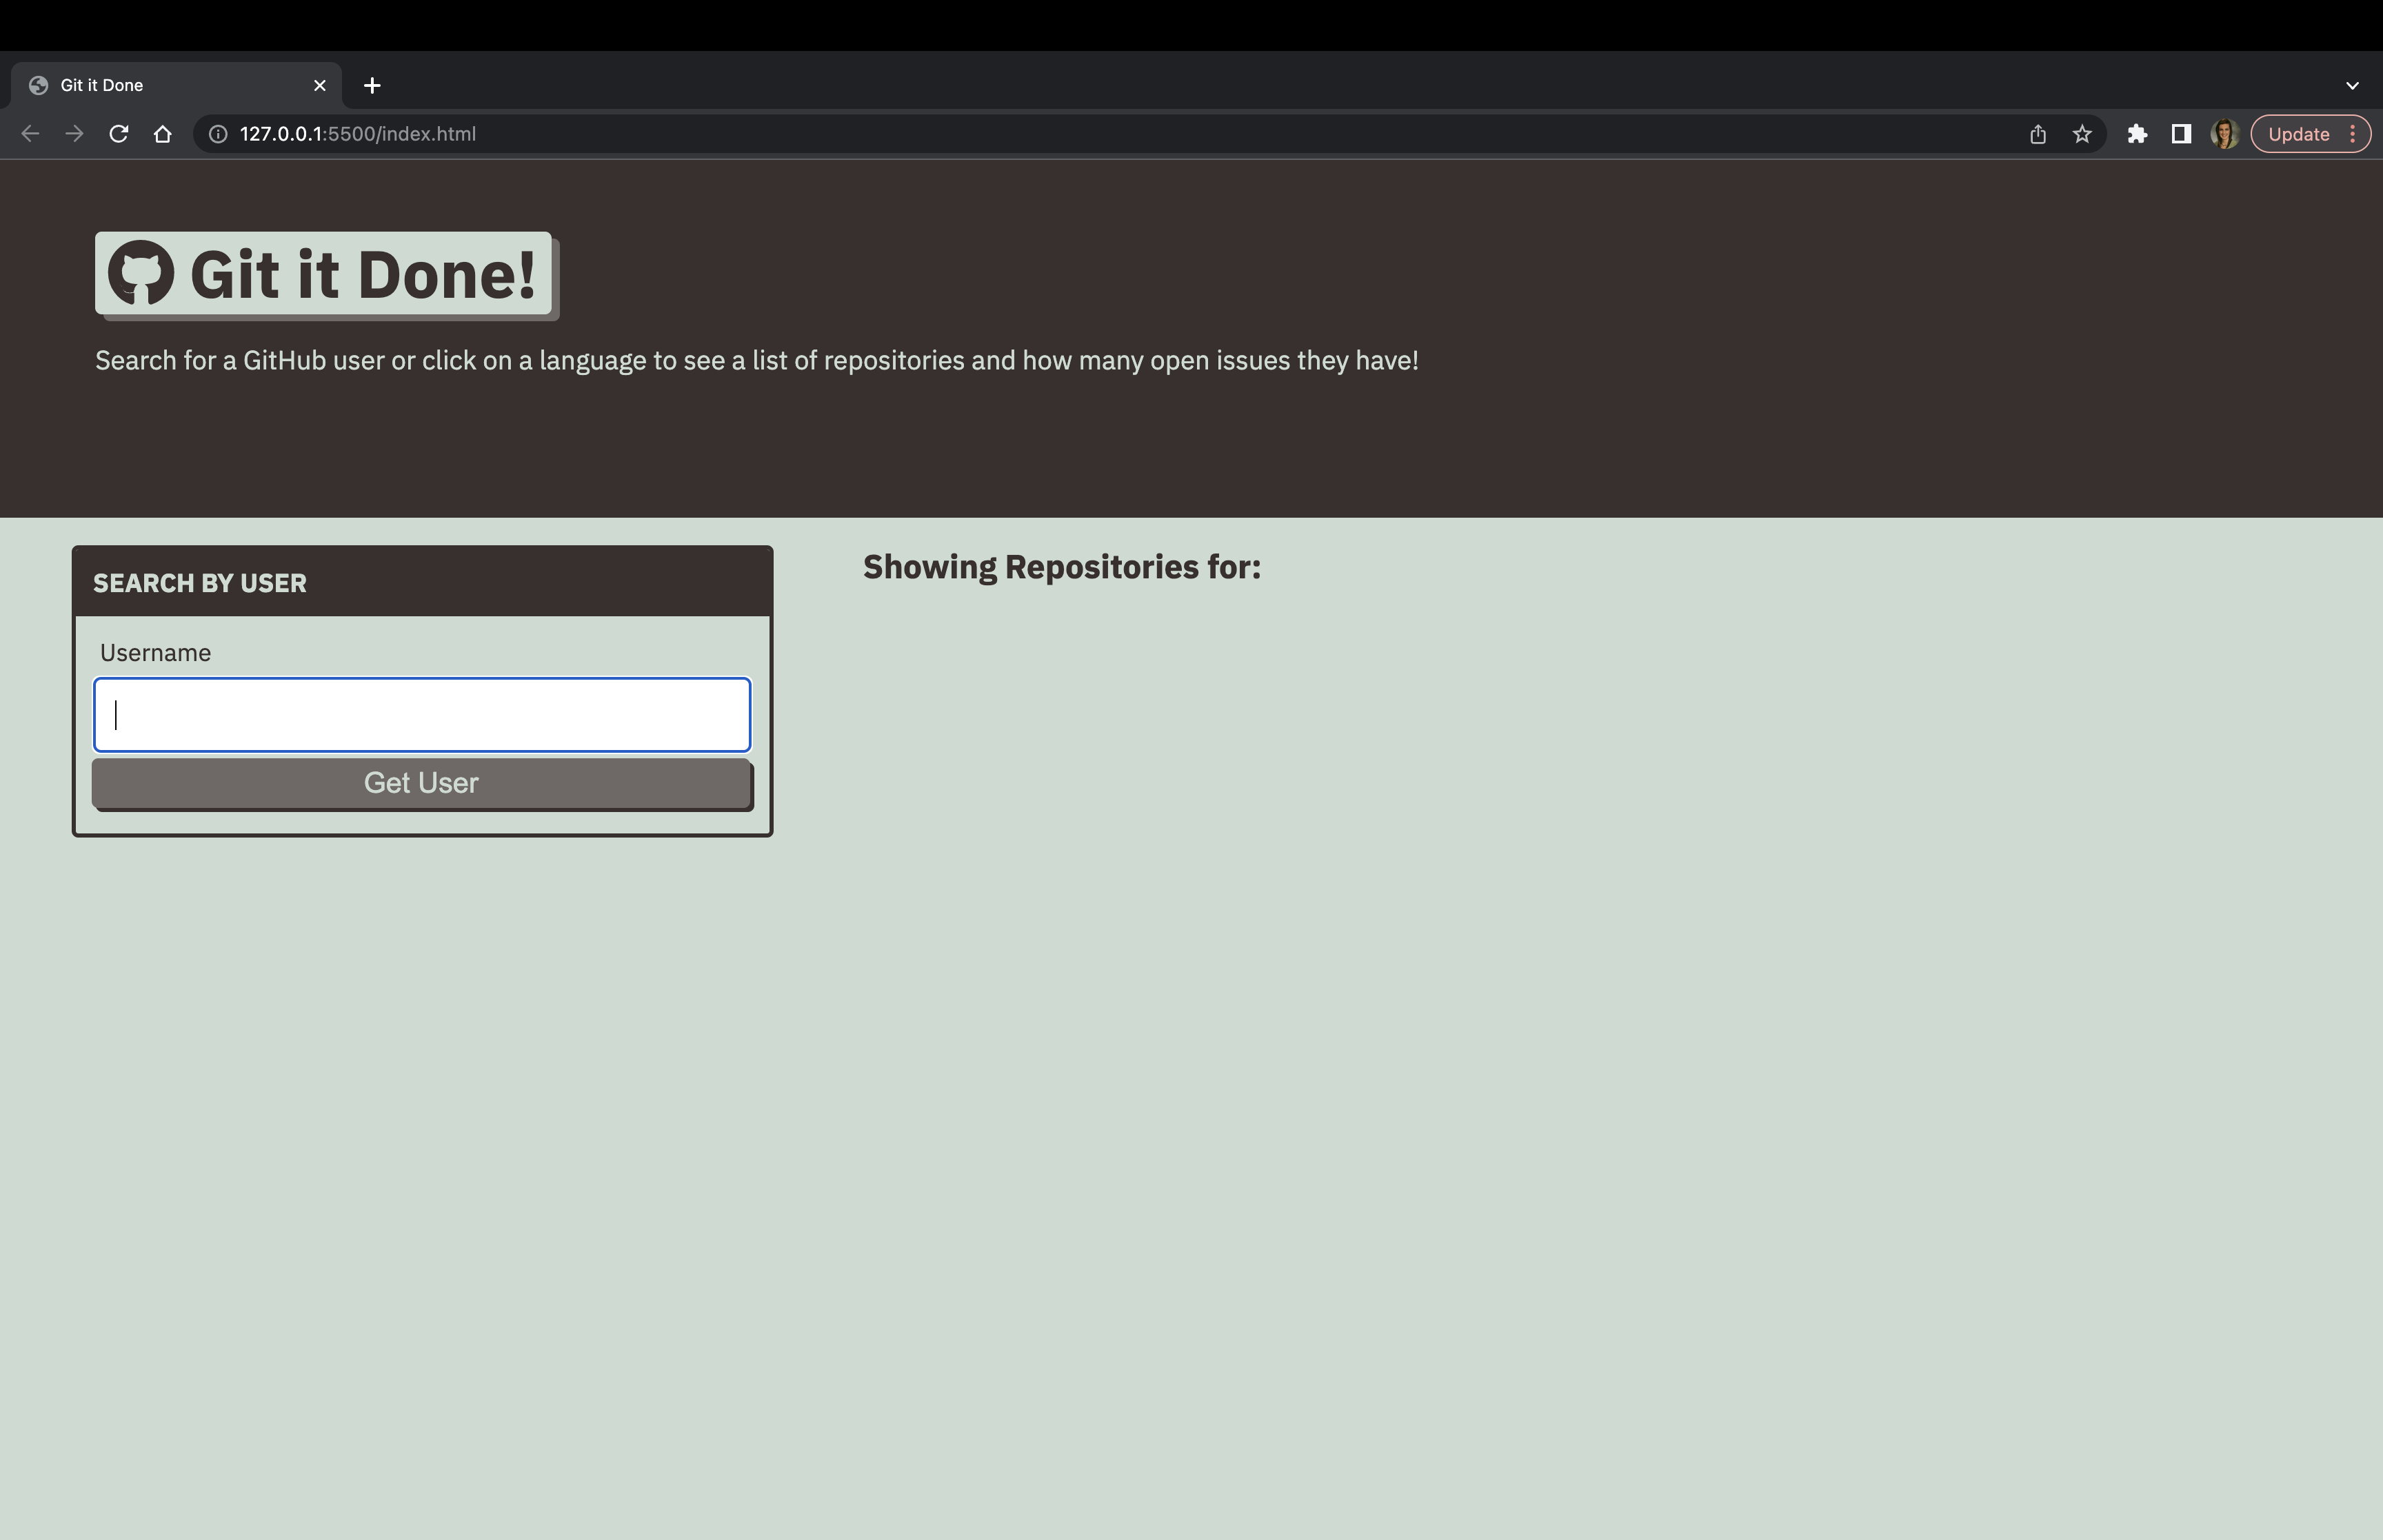 Git it Done
127.0.0.1:5500/index.html
Update
Git it Done!
Search for a GitHub user or click on a language to see a list of repositories and how many open issues they have!
SEARCH BY USER
Showing Repositories for:
Username
Get User